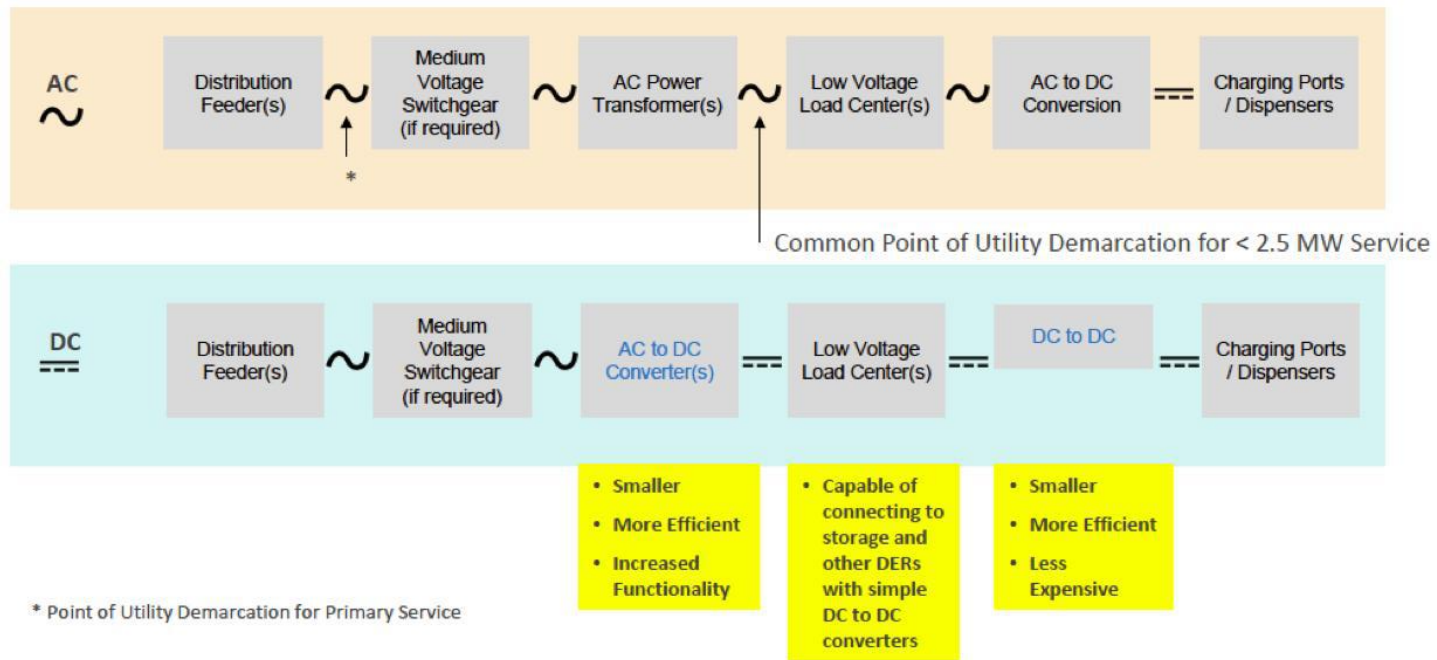 AC
Distribution
Feeder(s)
Medium
Voltage
Switchgear
(if required)
AC Power
Transformer(s)
Low Voltage
Load Center(s)
AC to DC
Conversion
Charging Ports
/ Dispensers
*
Common Point of Utility Demarcation for < 2.5 MW Service
DC
Distribution
Feeder(s)
Medium
Voltage
Switchgear
(if required)
AC to DC
Converter(s)
Low Voltage
Load Center(s)
DC to DC
Charging Ports
/ Dispensers
• Smaller
• More Efficient
• Increased
Functionality
• Capable of
connecting to
storage and
other DERs
with simple
DC to DC
converters
• Smaller
• More Efficient
• Less
Expensive
* Point of Utility Demarcation for Primary Service